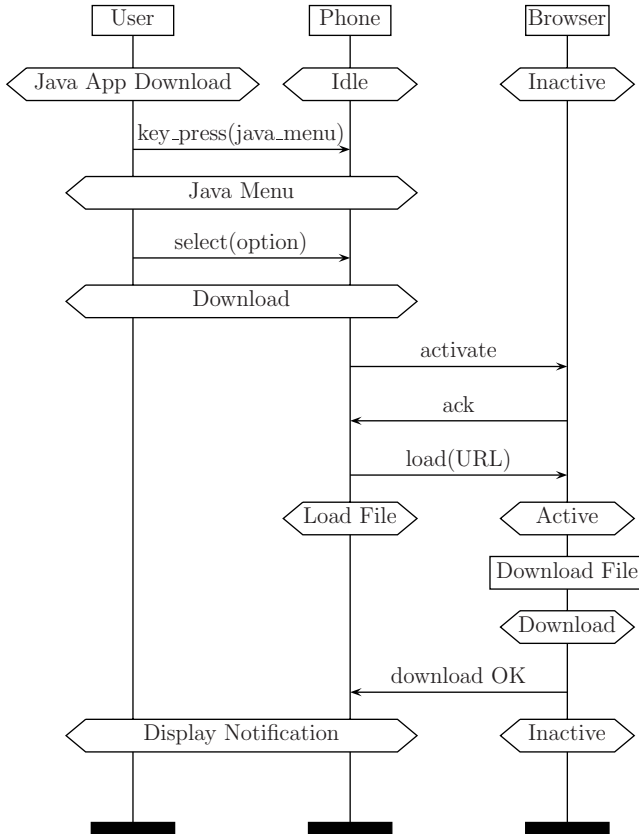 User Phone Browser
Java App Download Idle Inactive
key_press(java_menu)
Java Menu
select(option)
Download
activate
ack
load(URL)
Load File Active
Download File
Download
download OK
Display Notification Inactive